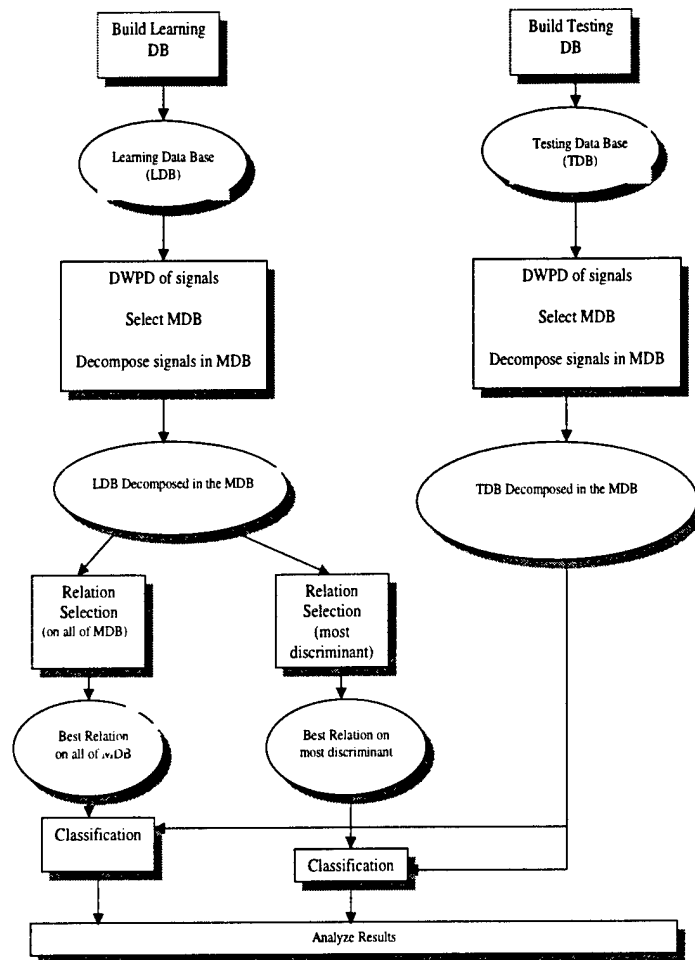 Build Learning
DB
Build Testing
DB
Learning Data Base
(LDB)
Testing Data Base
(TDB)
DWPD of signals
Select MDB
Decompose signals in MDB
DWPD of signals
Select MDB
Decompose signals in MDB
LDB Decomposed in the MDB
TDB Decomposed in the MDB
Relation
Selection
(on all of MDB)
Relation
Selection
(most
discriminant)
Best Relation
on all of MDB
Best Relation on
most discriminant
Classification
Classification
Analyze Results